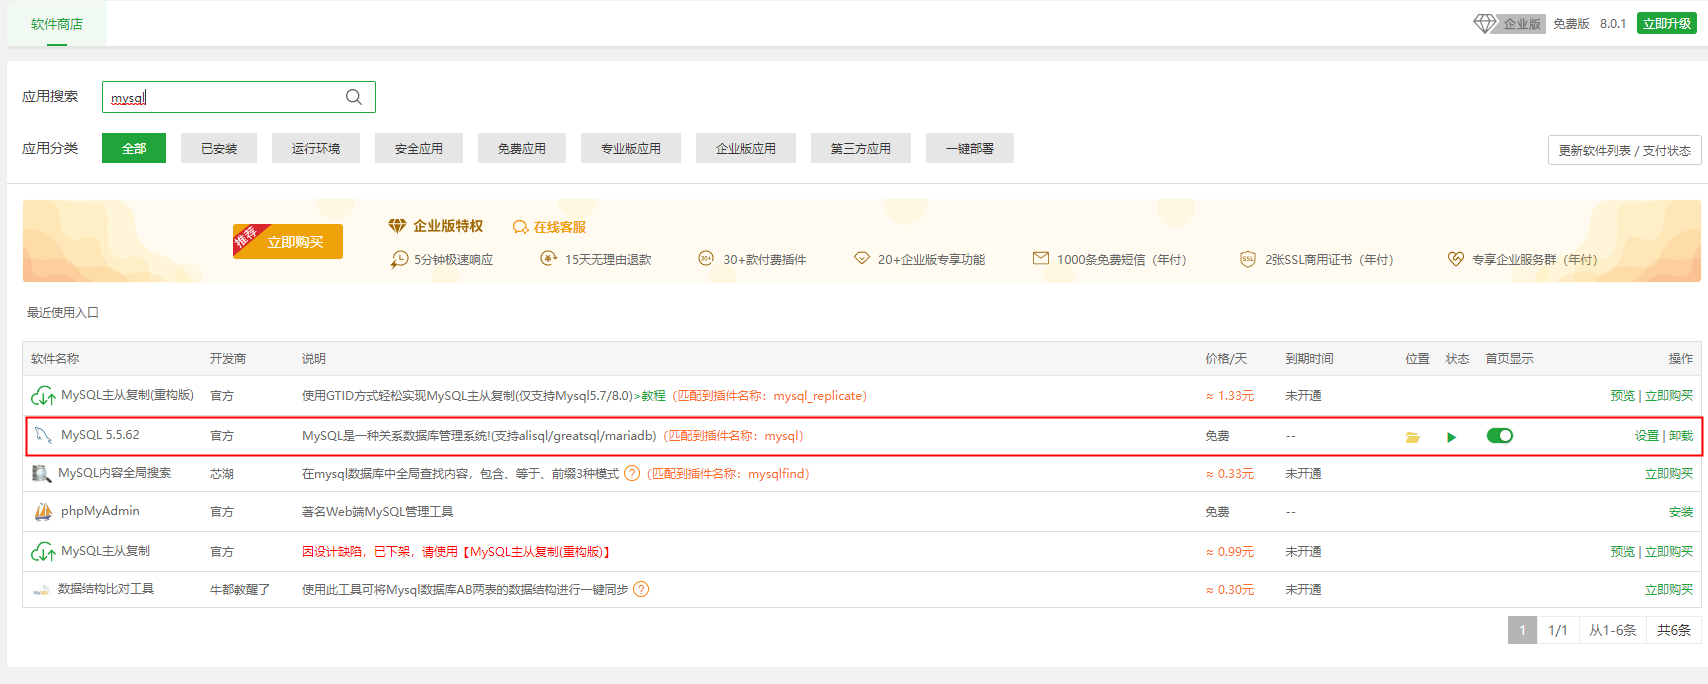 软件商店
企业版 免费版 8.0.1 立即升级
应用搜索 mysql
应用分类 全部 已安装 运行环境 安全应用 免费应用 专业版应用 企业版应用 第三方应用 一键部署 更新软件列表 / 支付状态
推荐 立即购买
企业版特权 在线客服
5分钟极速响应 15天无理由退款 30+ 30+款付费插件 20+企业版专享功能 1000条免费短信（年付） SSL 2张SSL商用证书（年付） 专享企业服务群（年付）
最近使用入口
软件名称 开发商 说明 价格/天 到期时间 位置 状态 首页显示 操作
MySQL主从复制(重构版) 官方 使用GTID方式轻松实现MySQL主从复制(仅支持Mysql5.7/8.0)>教程（匹配到插件名称：mysql_replicate） ≈ 1.33元 未开通 预览 | 立即购买
MySQL 5.5.62 官方 MySQL是一种关系数据库管理系统!(支持alisql/greatsql/mariadb)（匹配到插件名称：mysql） 免费 -- 设置 | 卸载
MySQL内容全局搜索 芯湖 在mysql数据库中全局查找内容，包含、等于、前缀3种模式 ?（匹配到插件名称：mysqlfind） ≈ 0.33元 未开通 立即购买
phpMyAdmin 官方 著名Web端MySQL管理工具 免费 -- 安装
MySQL主从复制 官方 因设计缺陷，已下架，请使用【MySQL主从复制(重构版)】 ≈ 0.99元 未开通 预览 | 立即购买
数据结构比对工具 牛都教醒了 使用此工具可将Mysql数据库AB两表的数据结构进行一键同步 ? ≈ 0.30元 未开通 立即购买
1 1/1 从1-6条 共6条